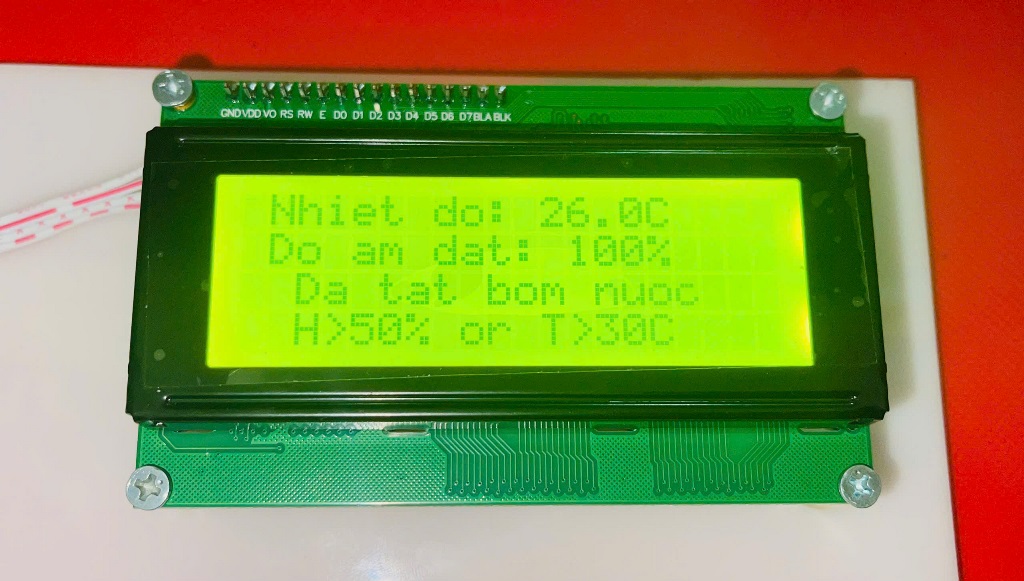 GND VDD VO RS RW E D0 D1 D2 D3 D4 D5 D6 D7 BLA BLK
Nhiet do: 26.0C
Do am dat: 100%
Da tat bom nuoc
H>50% or T>30C